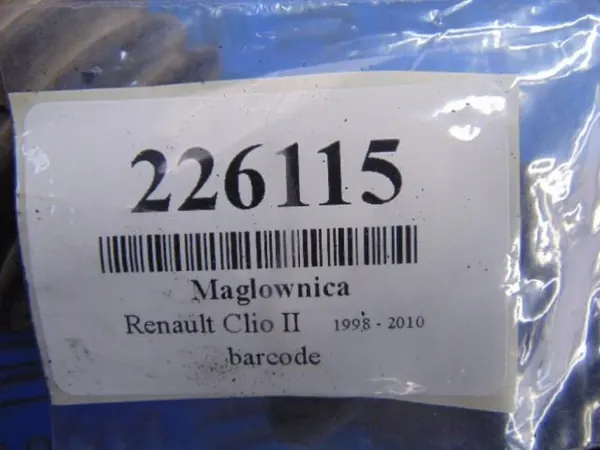 226115
Maglownica
Renault Clio II 1998 - 2010
barcode